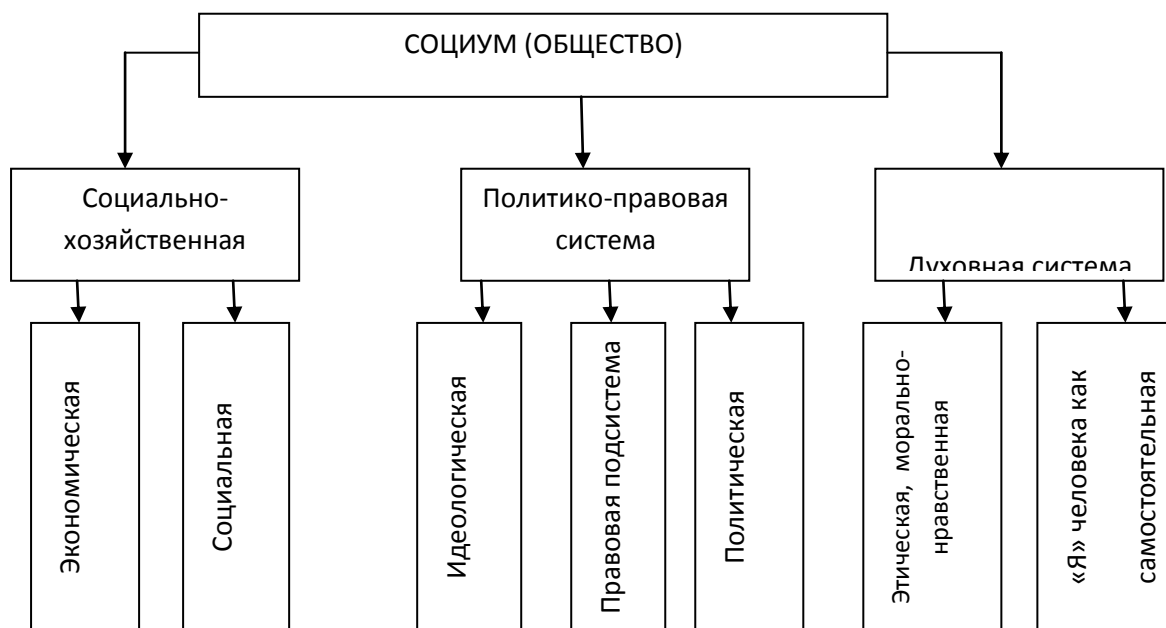 СОЦИУМ (ОБЩЕСТВО)
Социально-
хозяйственная
Политико-правовая
система
Духовная система
Экономическая
Социальная
Идеологическая
Правовая подсистема
Политическая
Этическая, морально-
нравственная
«Я» человека как
самостоятельная